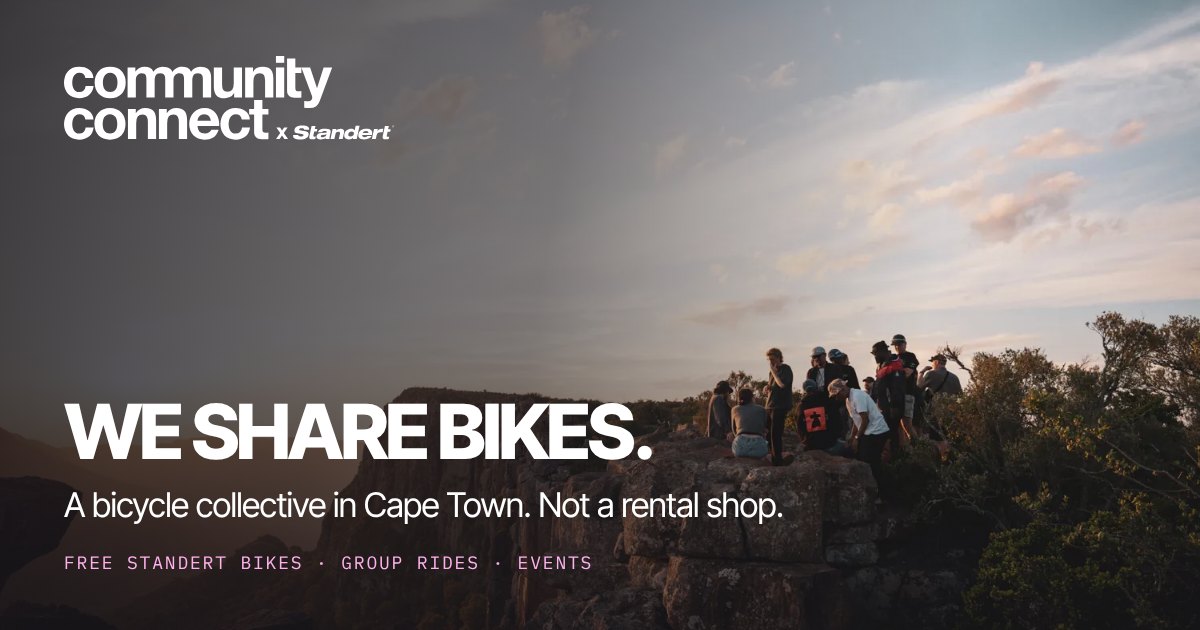 community
connect x Standert
WE SHARE BIKES.
A bicycle collective in Cape Town. Not a rental shop.
FREE STANDERT BIKES · GROUP RIDES · EVENTS